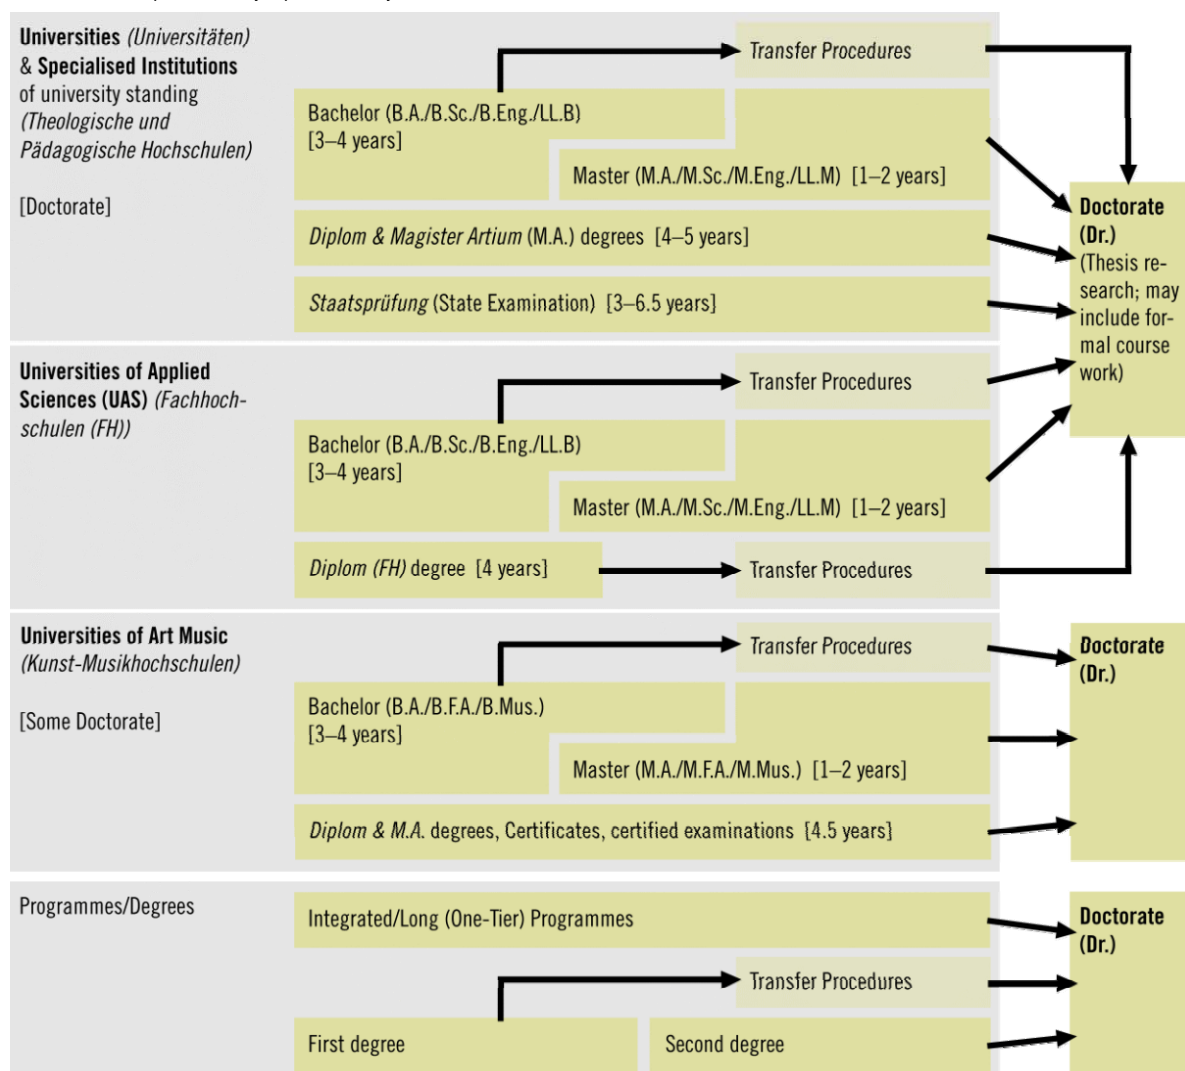 Universities (Universitäten)
& Specialised Institutions
of university standing
(Theologische und
Pädagogische Hochschulen)
[Doctorate]
Transfer Procedures
Bachelor (B.A./B.Sc./B.Eng./LL.B)
[3–4 years]
Master (M.A./M.Sc./M.Eng./LL.M) [1–2 years]
Diplom & Magister Artium (M.A.) degrees [4–5 years]
Staatsprüfung (State Examination) [3–6.5 years]
Doctorate
(Dr.)
(Thesis re-
search; may
include for-
mal course
work)
Universities of Applied
Sciences (UAS) (Fachhoch-
schulen (FH))
Transfer Procedures
Bachelor (B.A./B.Sc./B.Eng./LL.B)
[3–4 years]
Master (M.A./M.Sc./M.Eng./LL.M) [1–2 years]
Diplom (FH) degree [4 years]
Transfer Procedures
Universities of Art Music
(Kunst-Musikhochschulen)
[Some Doctorate]
Transfer Procedures
Bachelor (B.A./B.F.A./B.Mus.)
[3–4 years]
Master (M.A./M.F.A./M.Mus.) [1–2 years]
Diplom & M.A. degrees, Certificates, certified examinations [4.5 years]
Doctorate
(Dr.)
Programmes/Degrees
Integrated/Long (One-Tier) Programmes
Transfer Procedures
First degree
Second degree
Doctorate
(Dr.)